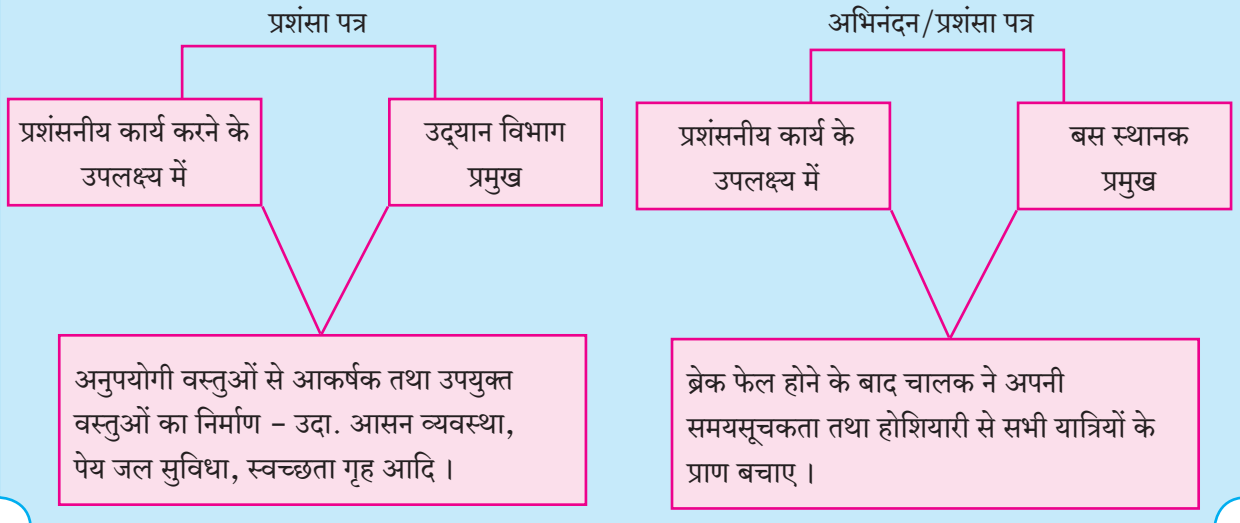 प्रशंसा पत्र
प्रशंसनीय कार्य करने के
उपलक्ष्य में
उद्‌यान विभाग
प्रमुख
अनुपयोगी वस्तुओं से आकर्षक तथा उपयुक्त
वस्तुओं का निर्माण – उदा. आसन व्यवस्था,
पेय जल सुविधा, स्वच्छता गृह आदि ।
अभिनंदन/प्रशंसा पत्र
प्रशंसनीय कार्य के
उपलक्ष्य में
बस स्थानक
प्रमुख
ब्रेक फेल होने के बाद चालक ने अपनी
समयसूचकता तथा होशियारी से सभी यात्रियों के
प्राण बचाए ।